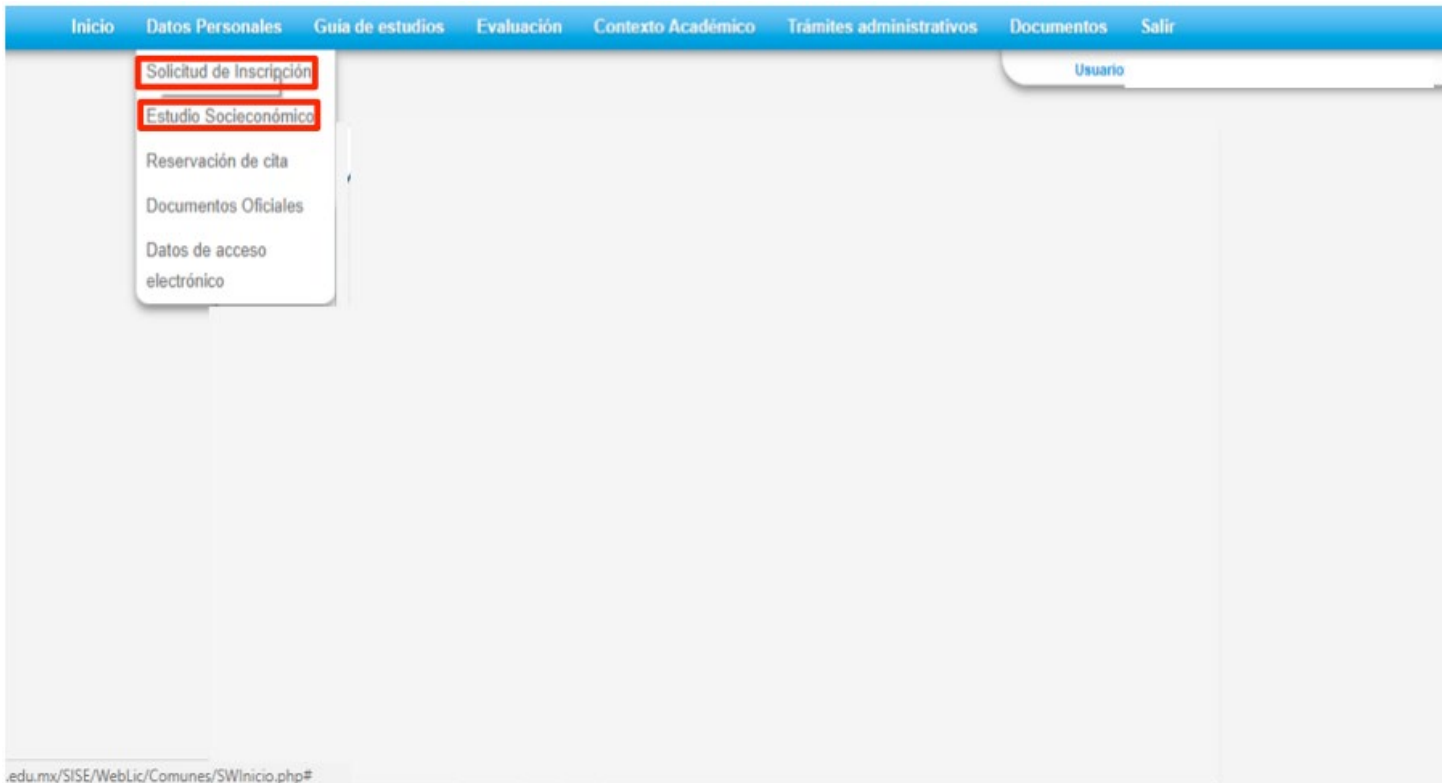 Inicio Datos Personales Guía de estudios Evaluación Contexto Académico Trámites administrativos Documentos Salir
Usuario
Solicitud de Inscripción
Estudio Socieconómico
Reservación de cita
Documentos Oficiales
Datos de acceso
electrónico
.edu.mx/SISE/WebLic/Comunes/SWInicio.php#